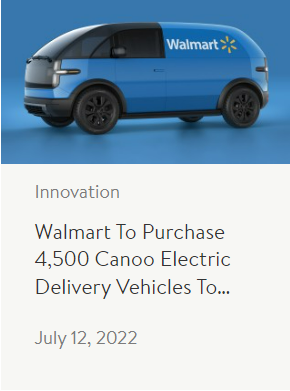 Walmart
Innovation
Walmart To Purchase
4,500 Canoo Electric
Delivery Vehicles To...
July 12, 2022